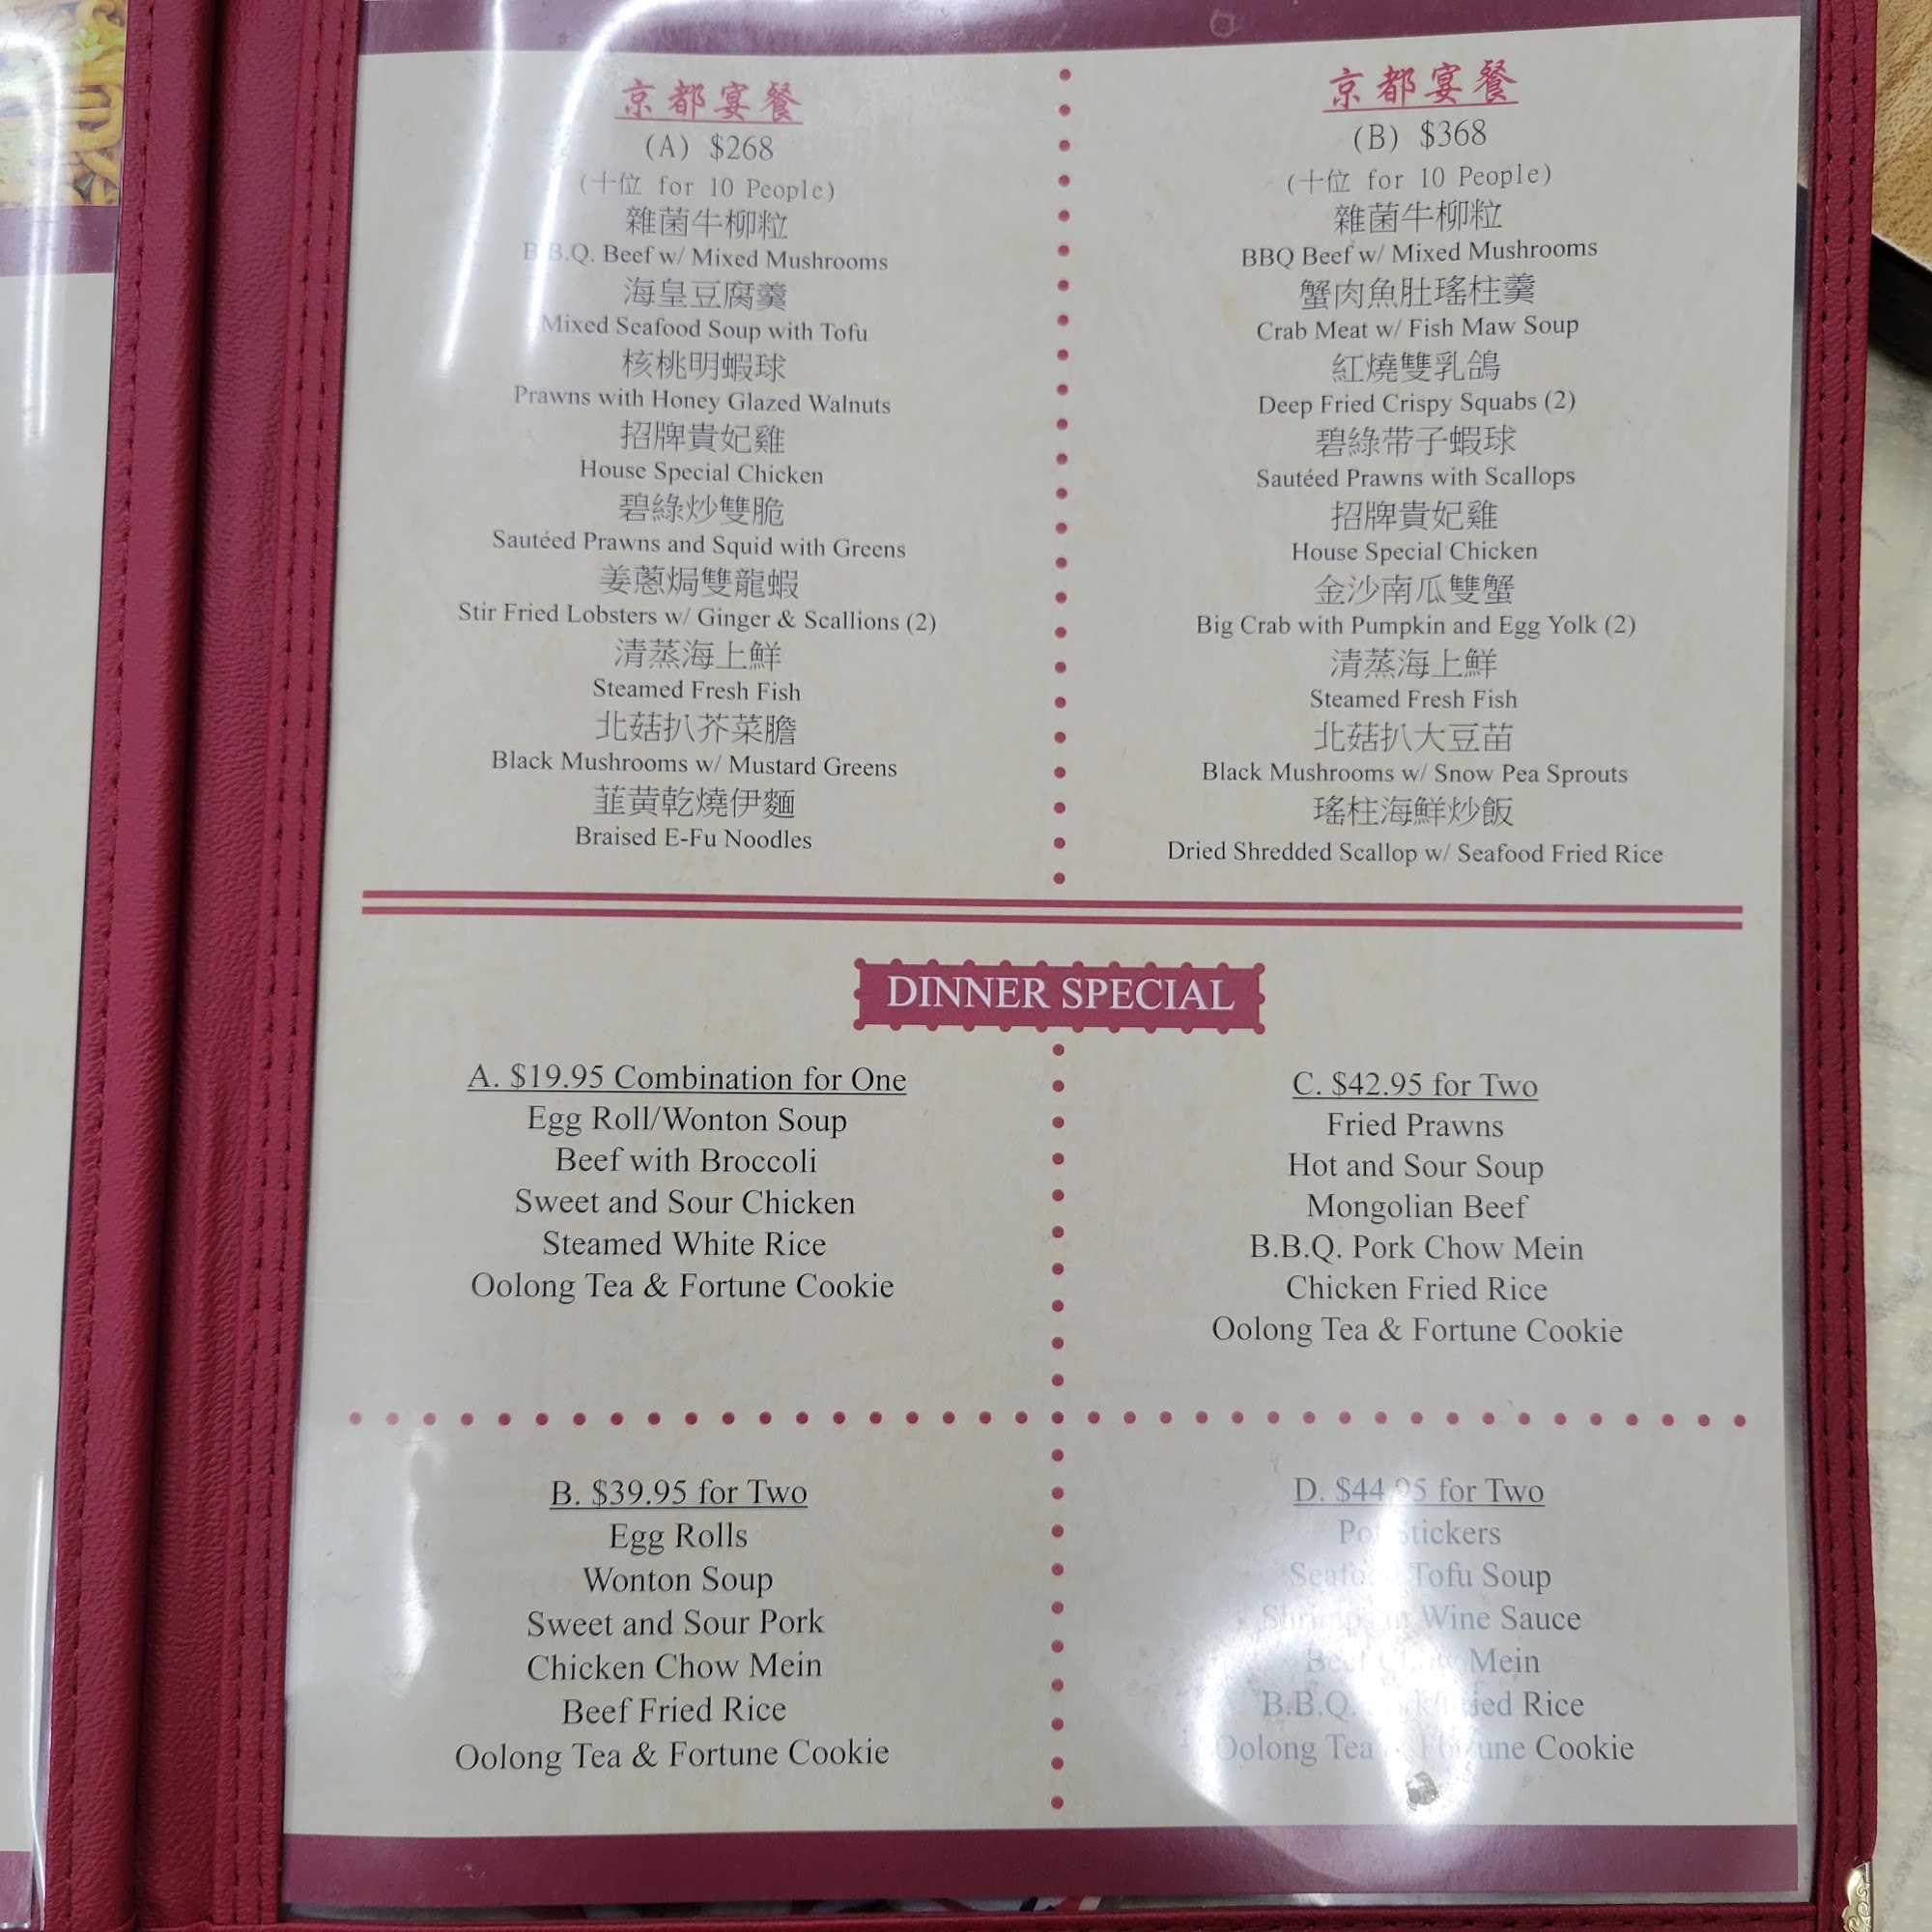 京都宴餐
(A) $268
(十位 for 10 People)
雜菌牛柳粒
B.B.Q. Beef w/ Mixed Mushrooms
海皇豆腐羹
Mixed Seafood Soup with Tofu
核桃明蝦球
Prawns with Honey Glazed Walnuts
招牌貴妃雞
House Special Chicken
碧綠炒雙脆
Sautéed Prawns and Squid with Greens
姜蔥焗雙龍蝦
Stir Fried Lobsters w/ Ginger & Scallions (2)
清蒸海上鮮
Steamed Fresh Fish
北菇扒芥菜膽
Black Mushrooms w/ Mustard Greens
韮黄乾燒伊麵
Braised E-Fu Noodles
京都宴餐
(B) $368
(十位 for 10 People)
雜菌牛柳粒
BBQ Beef w/ Mixed Mushrooms
蟹肉魚肚瑤柱羹
Crab Meat w/ Fish Maw Soup
紅燒雙乳鴿
Deep Fried Crispy Squabs (2)
碧綠带子蝦球
Sautéed Prawns with Scallops
招牌貴妃雞
House Special Chicken
金沙南瓜雙蟹
Big Crab with Pumpkin and Egg Yolk (2)
清蒸海上鮮
Steamed Fresh Fish
北菇扒大豆苗
Black Mushrooms w/ Snow Pea Sprouts
瑤柱海鮮炒飯
Dried Shredded Scallop w/ Seafood Fried Rice
DINNER SPECIAL
A. $19.95 Combination for One
Egg Roll/Wonton Soup
Beef with Broccoli
Sweet and Sour Chicken
Steamed White Rice
Oolong Tea & Fortune Cookie
C. $42.95 for Two
Fried Prawns
Hot and Sour Soup
Mongolian Beef
B.B.Q. Pork Chow Mein
Chicken Fried Rice
Oolong Tea & Fortune Cookie
B. $39.95 for Two
Egg Rolls
Wonton Soup
Sweet and Sour Pork
Chicken Chow Mein
Beef Fried Rice
Oolong Tea & Fortune Cookie
D. $44.95 for Two
Pot Stickers
Seafood Tofu Soup
Shrimps in Wine Sauce
Beef Chow Mein
B.B.Q. Pork Fried Rice
Oolong Tea & Fortune Cookie